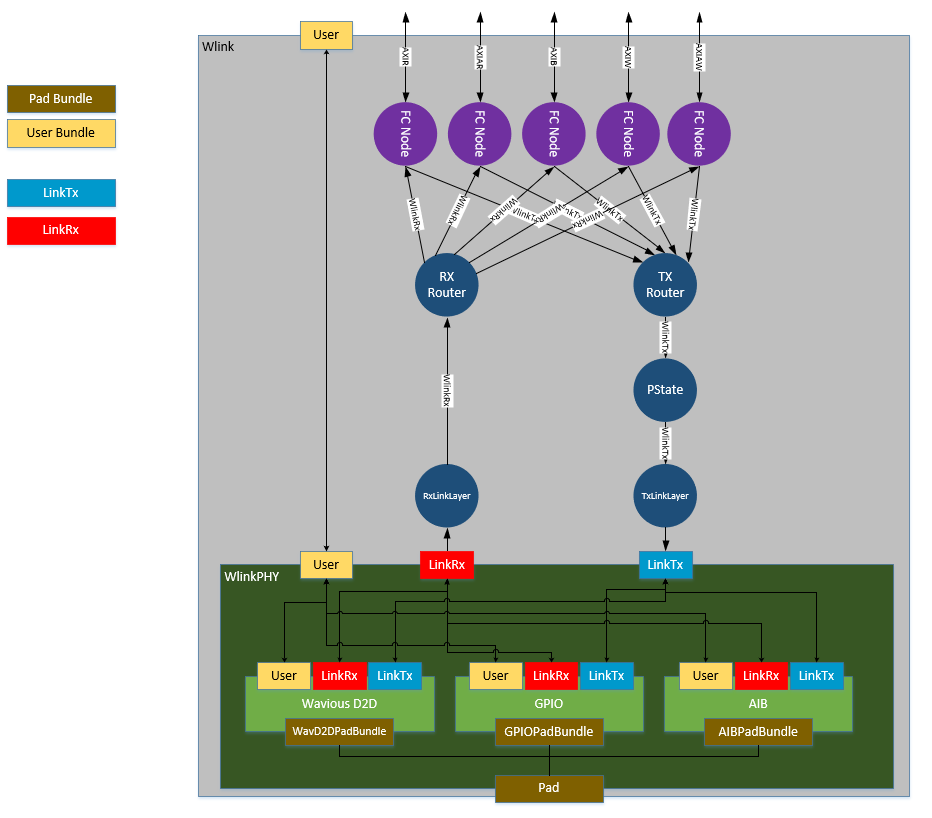 User
Wlink
AXIR
AXIAR
AXIB
AXIW
AXIAW
Pad Bundle
User Bundle
LinkTx
LinkRx
FC Node
FC Node
FC Node
FC Node
FC Node
WlinkRx
WlinkRx
WlinkRx
WlinkRx
WlinkTx
WlinkTx
WlinkTx
RX
Router
TX
Router
WlinkTx
WlinkRx
PState
WlinkTx
RxLinkLayer
TxLinkLayer
User
LinkRx
LinkTx
WlinkPHY
User
LinkRx
LinkTx
User
LinkRx
LinkTx
User
LinkRx
LinkTx
Wavious D2D
GPIO
AIB
WavD2DPadBundle
GPIOPadBundle
AIBPadBundle
Pad